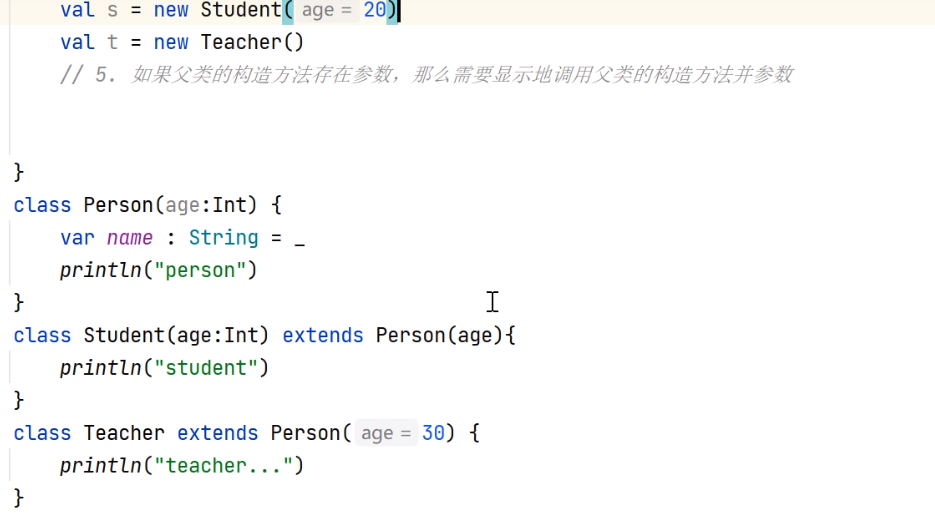 val s = new Student( age = 20)
val t = new Teacher()
// 5. 如果父类的构造方法存在参数，那么需要显示地调用父类的构造方法并参数
}
class Person(age:Int) {
var name : String = _
println("person")
}
class Student(age:Int) extends Person(age){
println("student")
}
class Teacher extends Person( age = 30) {
println("teacher...")
}